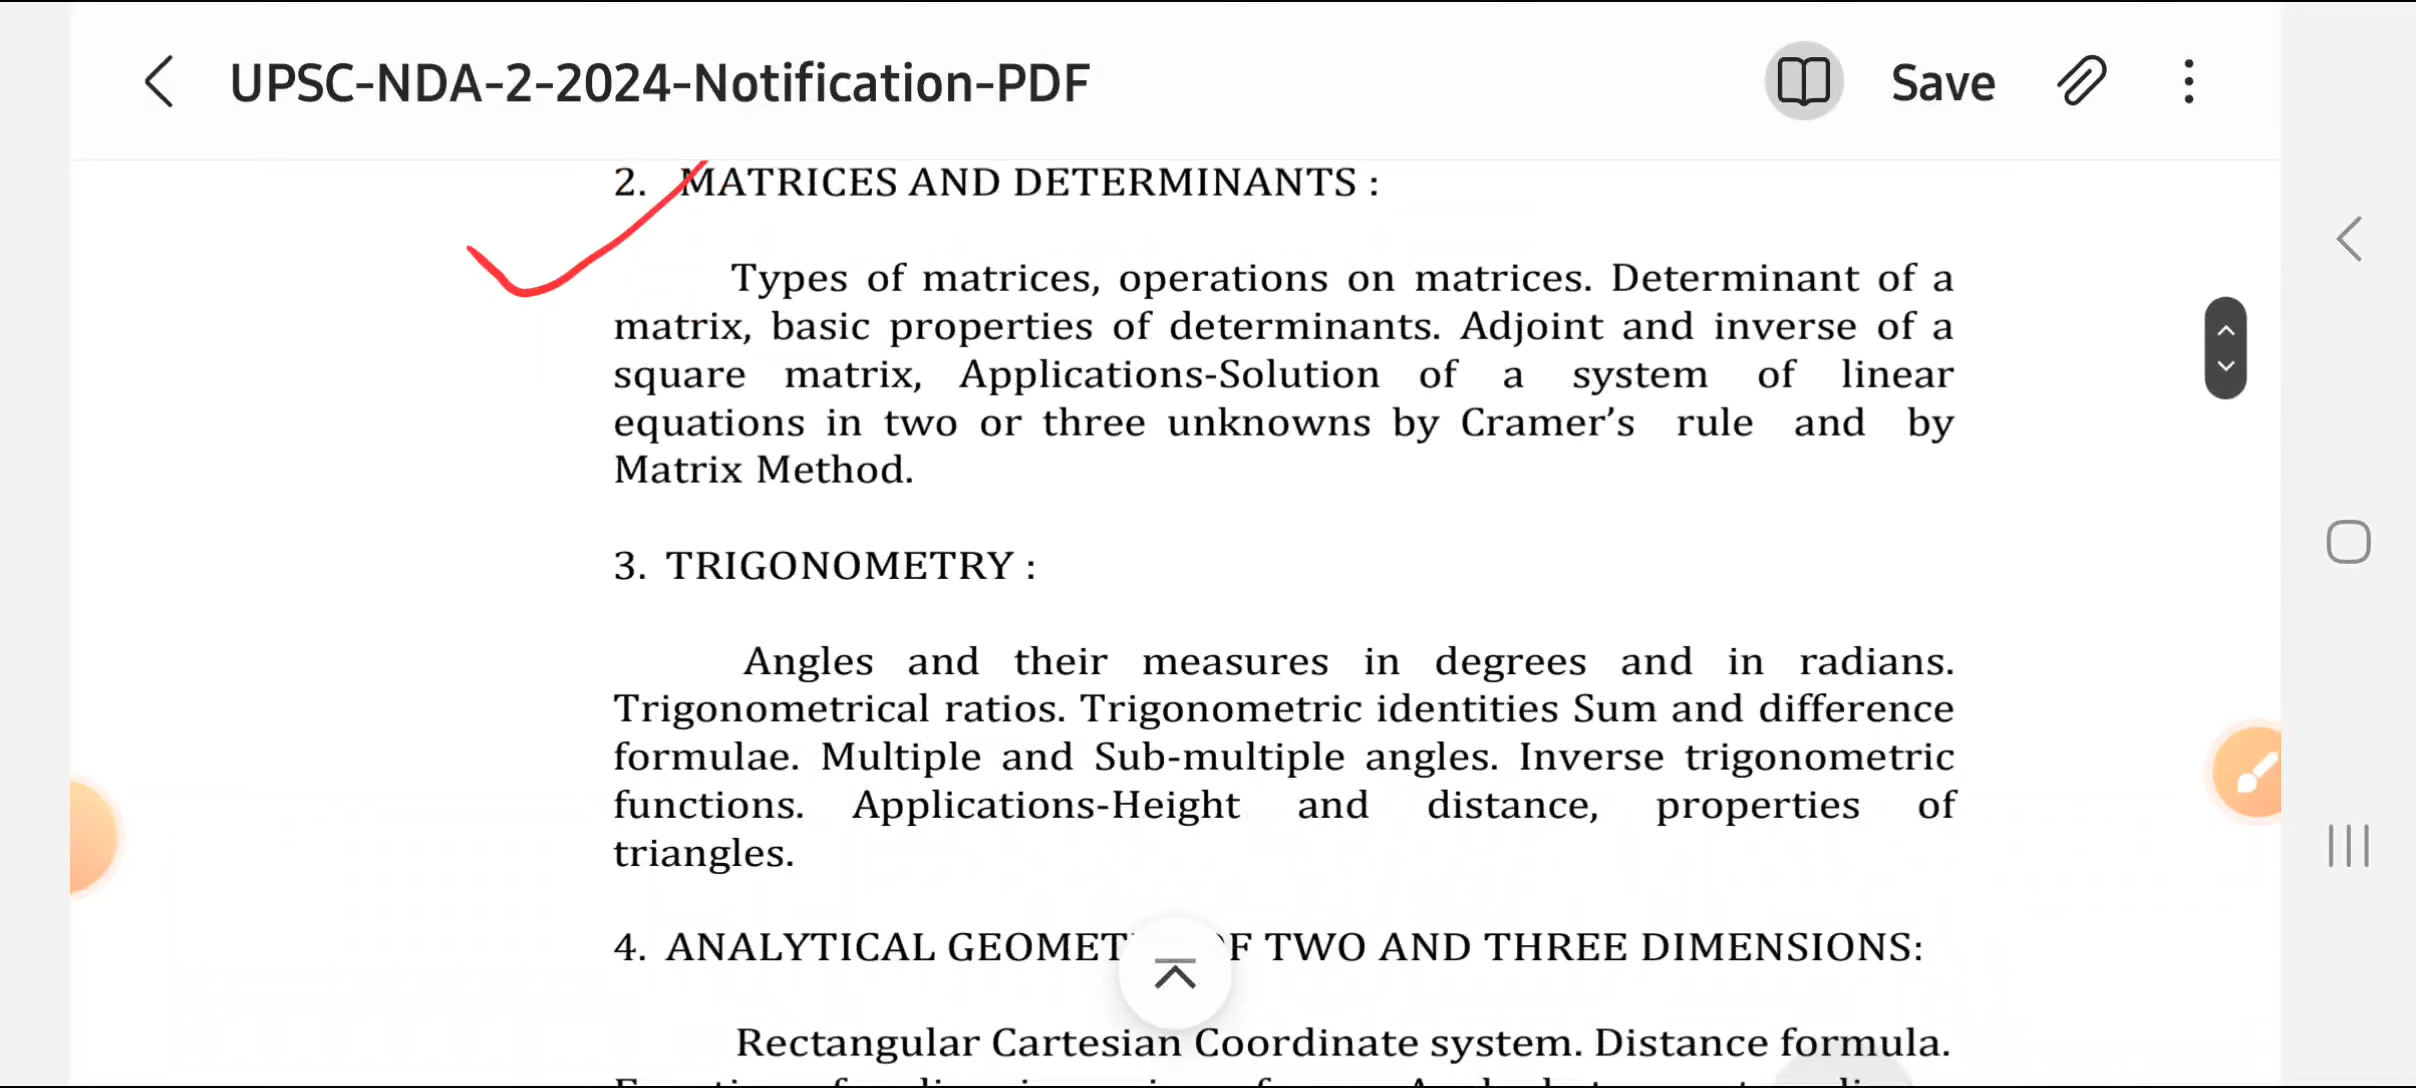 UPSC-NDA-2-2024-Notification-PDF
Save
2. MATRICES AND DETERMINANTS :
Types of matrices, operations on matrices. Determinant of a
matrix, basic properties of determinants. Adjoint and inverse of a
square matrix, Applications-Solution of a system of linear
equations in two or three unknowns by Cramer’s rule and by
Matrix Method.
3. TRIGONOMETRY :
Angles and their measures in degrees and in radians.
Trigonometrical ratios. Trigonometric identities Sum and difference
formulae. Multiple and Sub-multiple angles. Inverse trigonometric
functions. Applications-Height and distance, properties of
triangles.
4. ANALYTICAL GEOMET F TWO AND THREE DIMENSIONS:
Rectangular Cartesian Coordinate system. Distance formula.